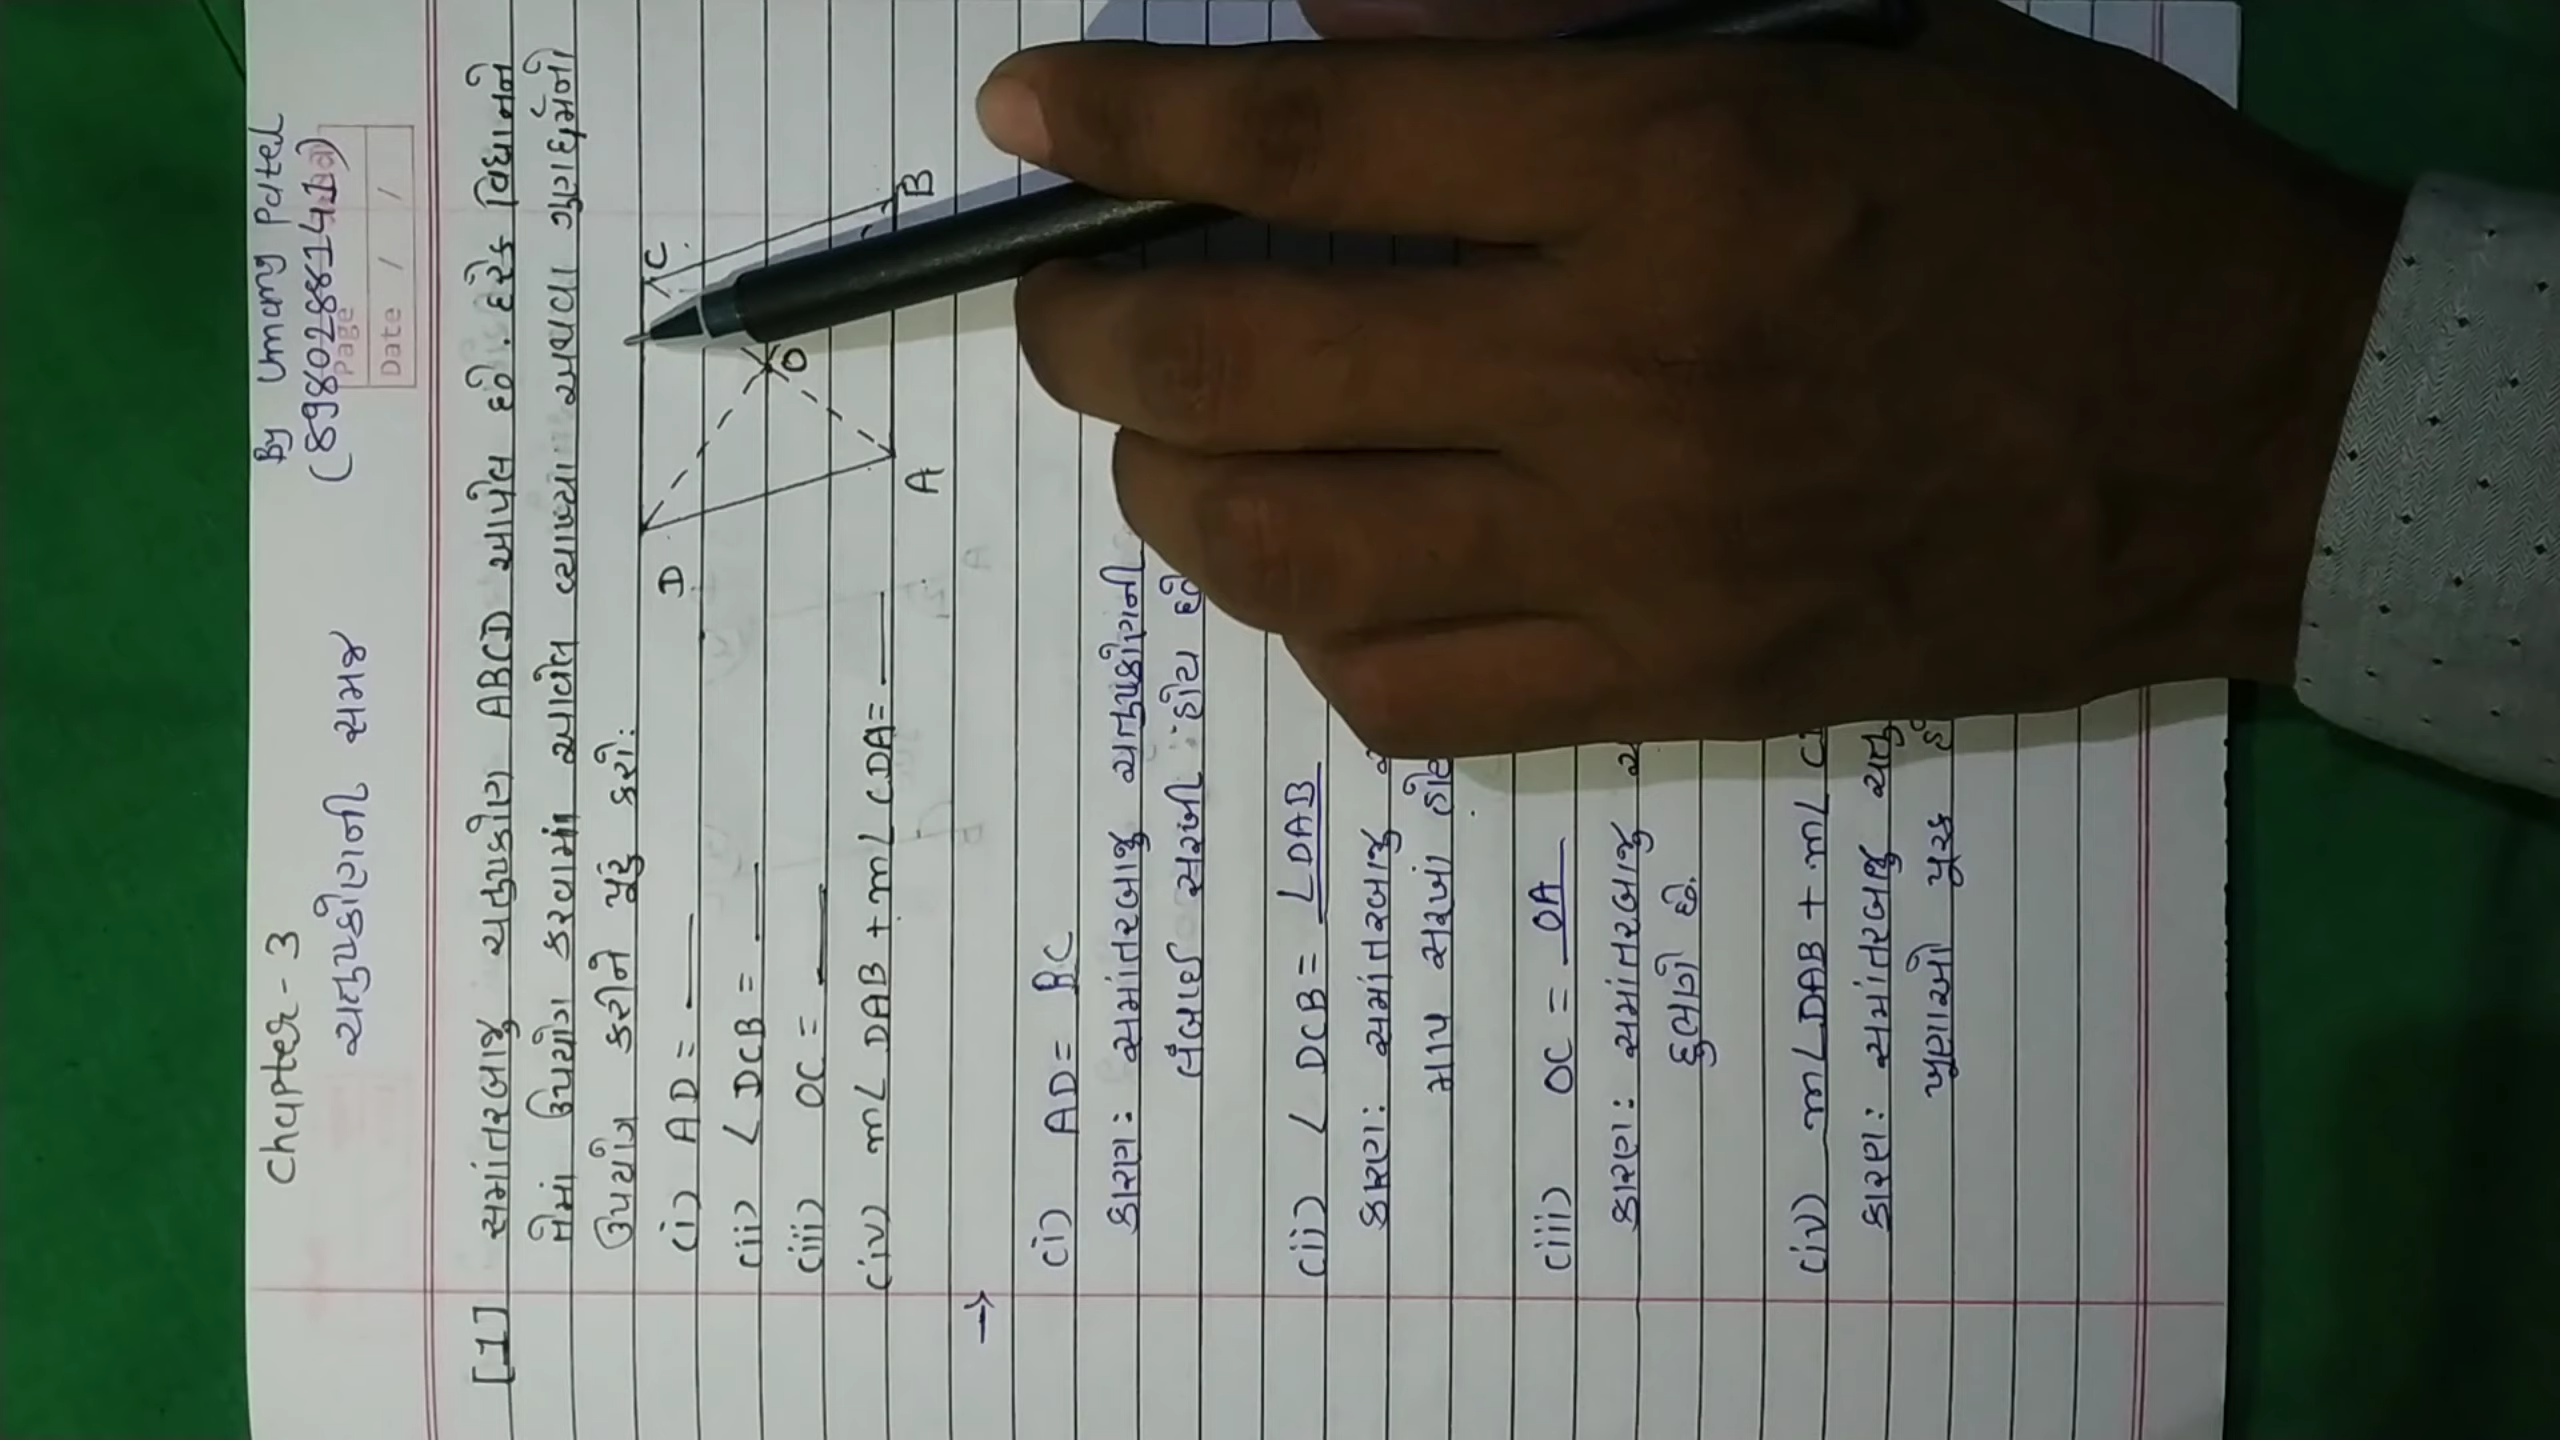 Chapter - 3
By Umang Patel
(8980288141)
ચતુષ્કોણની સમજ
Page
Date / /
[1] સમાંતરબાજુ ચતુષ્કોણ ABCD આપેલ છે. દરેક વિધાનને
તેમાં ઉપયોગ કરવામાં આવેલ વ્યાખ્યા અથવા ગુણધર્મનો
ઉપયોગ કરીને પૂરું કરો:
(i) AD =
(ii) ∠DCB =
(iii) OC =
(iv) m∠DAB + m∠CDA =
D
C
O
A
B
→
(i) AD = BC
કારણ: સમાંતરબાજુ ચતુષ્કોણની
લંબાઈ સરખી હોય છે
(ii) ∠DCB = ∠DAB
કારણ: સમાંતરબાજુ
માપ સરખાં
(iii) OC = OA
કારણ: સમાંતરબાજુ
દુભાગે છે.
(iv) m∠DAB + m∠
કારણ: સમાંતરબાજુ
ખૂણાઓ પૂરક